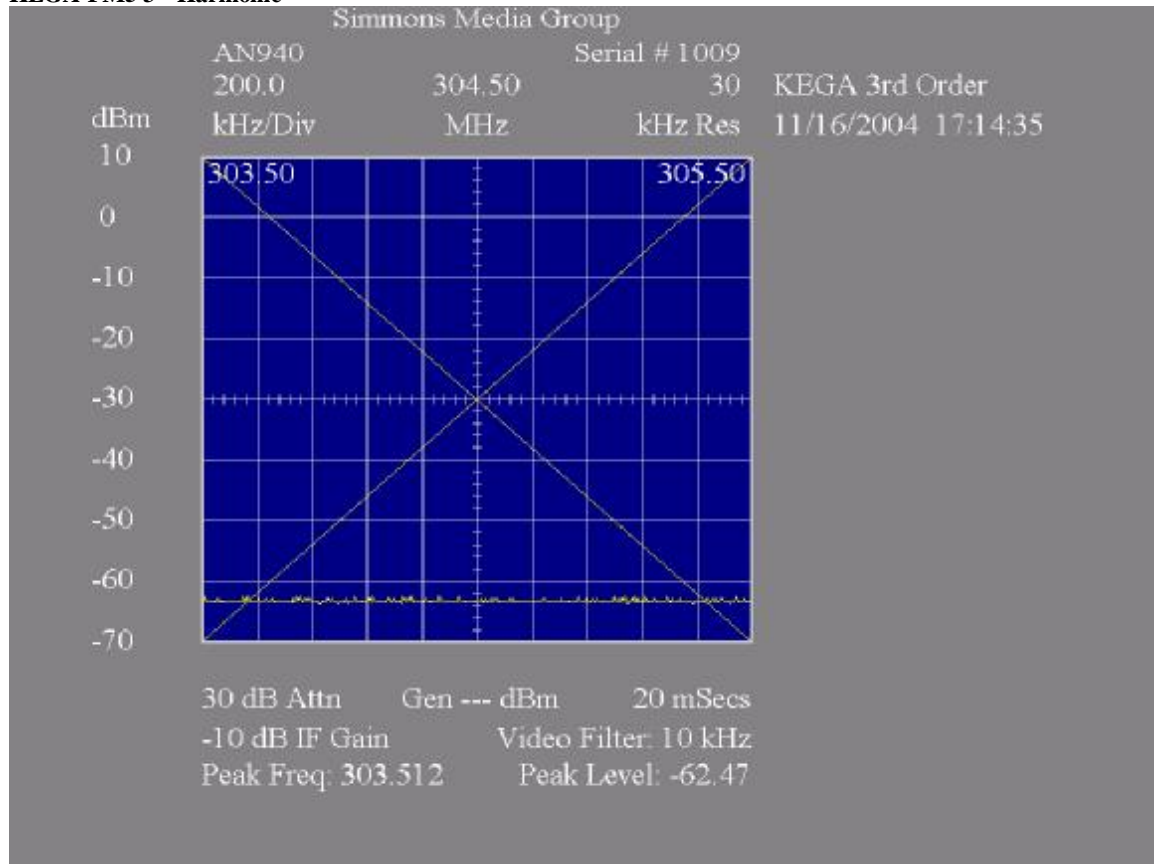 Simmons Media Group
AN940 Serial # 1009
200.0 304.50 30 KEGA 3rd Order
dBm kHz/Div MHz kHz Res 11/16/2004 17:14:35
10
303.50 305.50
0
-10
-20
-30
-40
-50
-60
-70
30 dB Attn Gen --- dBm 20 mSecs
-10 dB IF Gain Video Filter: 10 kHz
Peak Freq: 303.512 Peak Level: -62.47